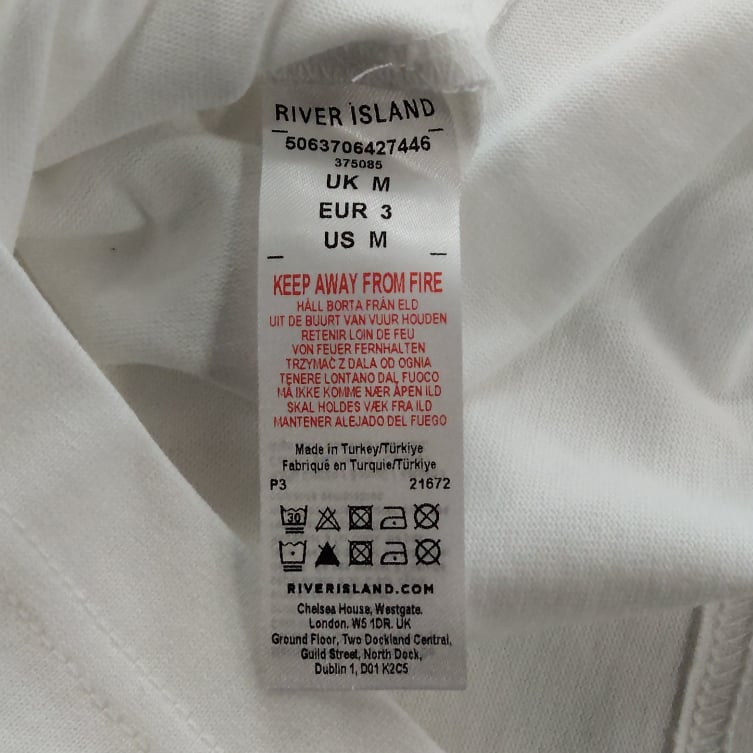 RIVER ISLAND
5063706427446
375085
UK M
EUR 3
US M
KEEP AWAY FROM FIRE
HÅLL BORTA FRÅN ELD
UIT DE BUURT VAN VUUR HOUDEN
RETENIR LOIN DE FEU
VON FEUER FERNHALTEN
TRZYMAĆ Z DALA OD OGNIA
TENERE LONTANO DAL FUOCO
MÅ IKKE KOMME NÆR ÅPEN ILD
SKAL HOLDES VÆK FRA ILD
MANTENER ALEJADO DEL FUEGO
Made in Turkey/Türkiye
Fabriqué en Turquie/Türkiye
P3 21672
30
RIVERISLAND.COM
Chelsea House, Westgate.
London. W5 1DR. UK
Ground Floor, Two Dockland Central,
Guild Street, North Dock,
Dublin 1, D01 K2C5